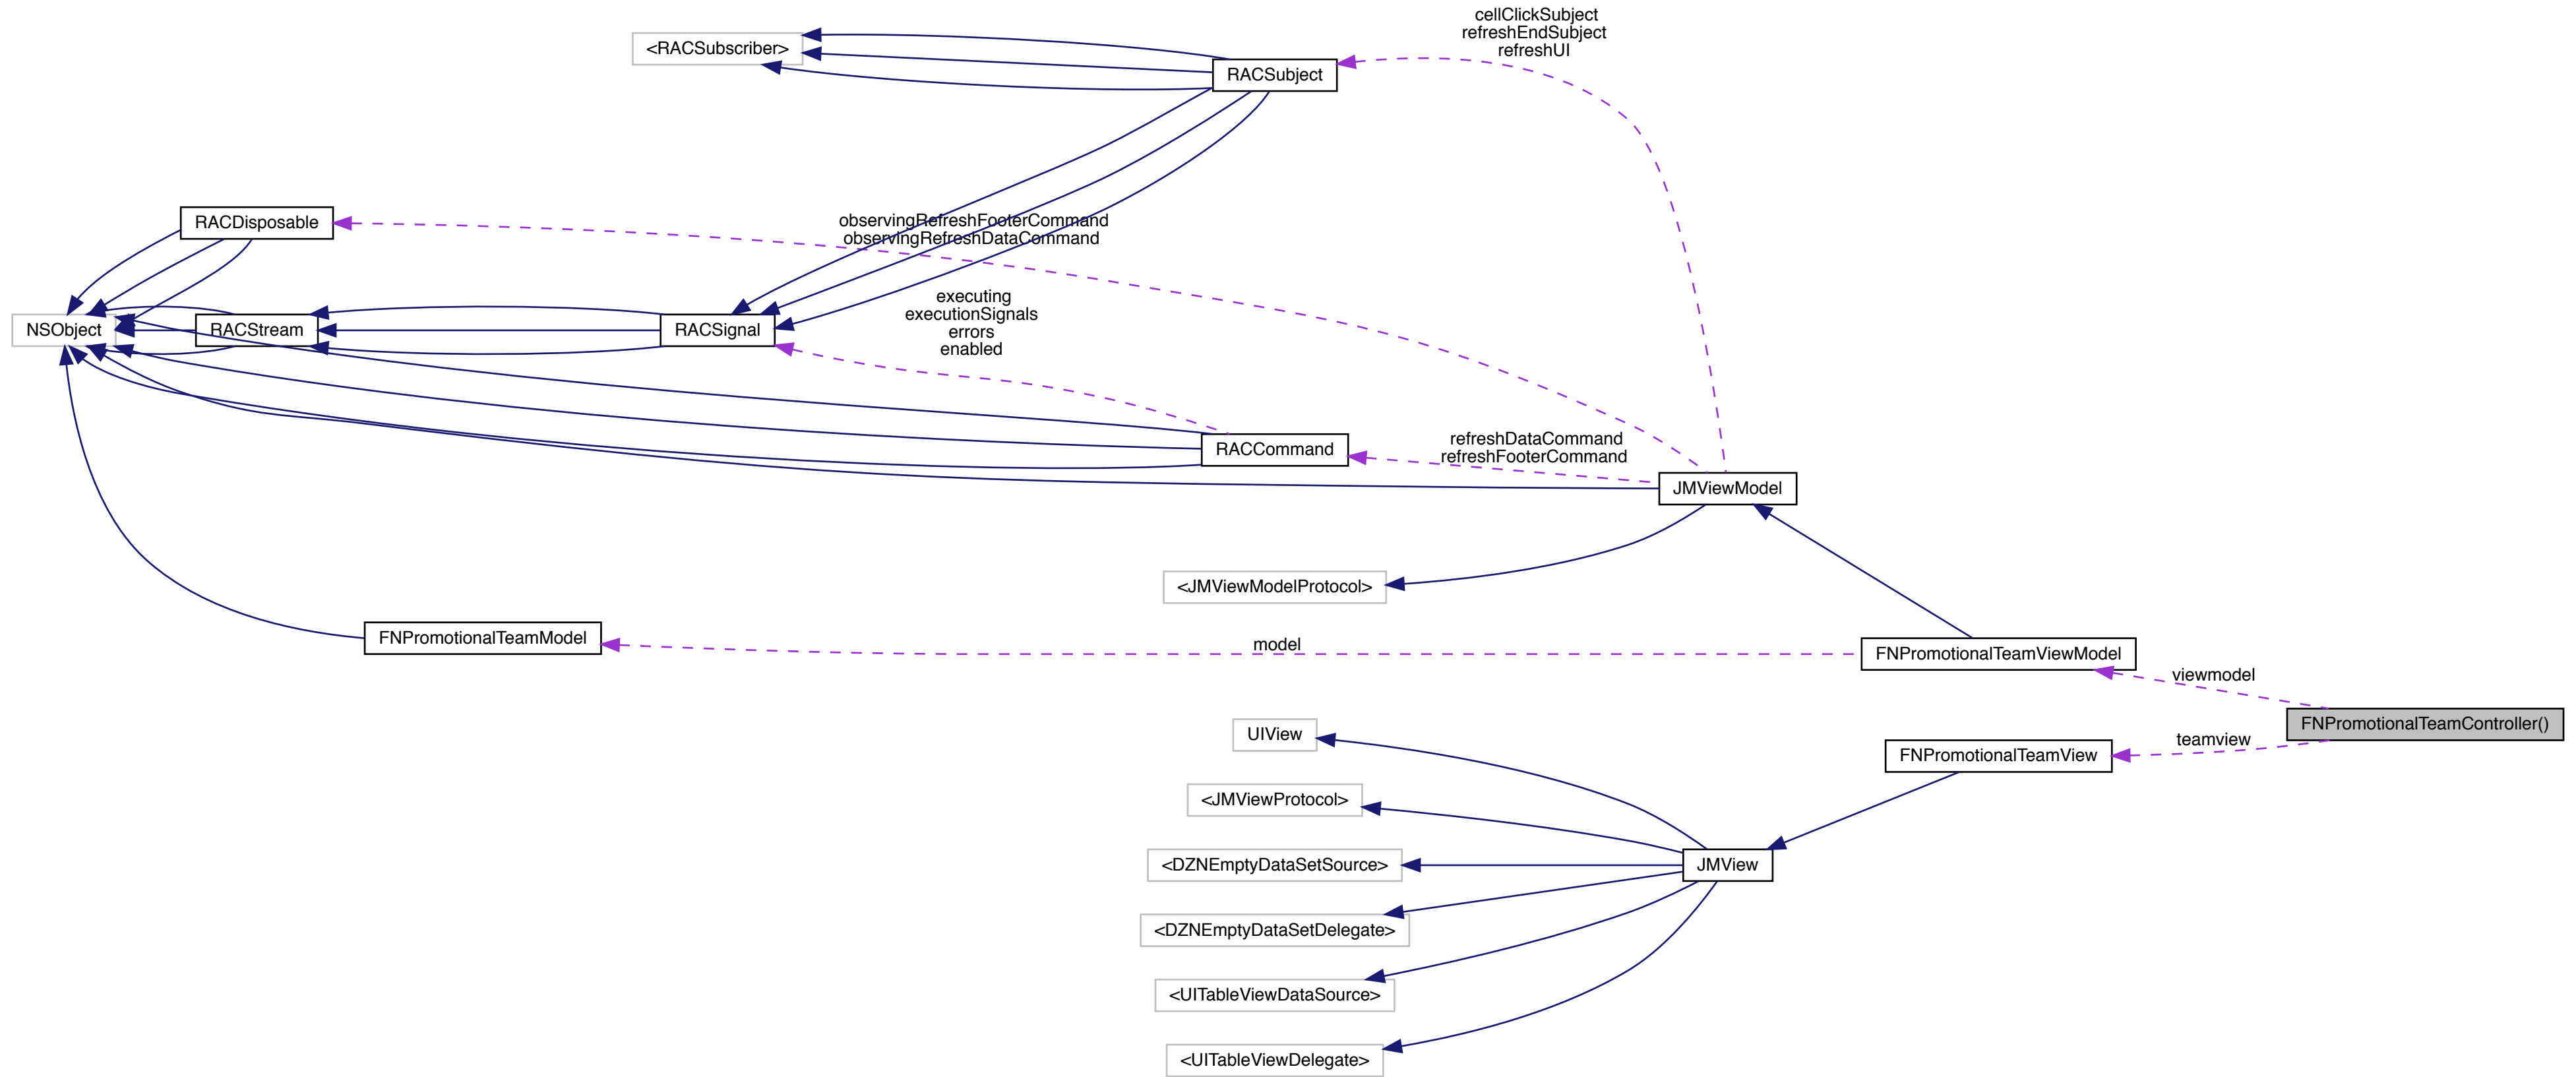 cellClickSubject
refreshEndSubject
refreshUI
<RACSubscriber>
RACSubject
RACDisposable
observingRefreshFooterCommand
observingRefreshDataCommand
executing
executionSignals
errors
enabled
NSObject
RACStream
RACSignal
RACCommand
refreshDataCommand
refreshFooterCommand
JMViewModel
<JMViewModelProtocol>
FNPromotionalTeamModel
model
FNPromotionalTeamViewModel
viewmodel
FNPromotionalTeamController()
teamview
UIView
FNPromotionalTeamView
<JMViewProtocol>
<DZNEmptyDataSetSource>
JMView
<DZNEmptyDataSetDelegate>
<UITableViewDataSource>
<UITableViewDelegate>